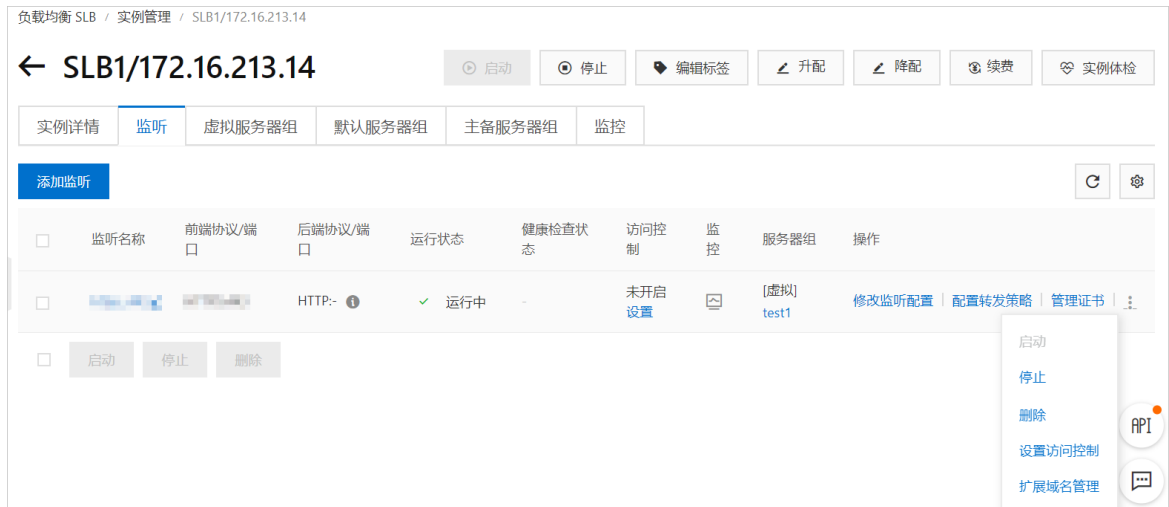 负载均衡 SLB / 实例管理 / SLB1/172.16.213.14
SLB1/172.16.213.14
启动
停止
编辑标签
升配
降配
续费
实例体检
实例详情
监听
虚拟服务器组
默认服务器组
主备服务器组
监控
添加监听
监听名称
前端协议/端
口
后端协议/端
口
运行状态
健康检查状
态
访问控
制
监
控
服务器组
操作
HTTP:-
运行中
-
未开启
设置
[虚拟]
test1
修改监听配置
配置转发策略
管理证书
启动
停止
删除
启动
停止
删除
设置访问控制
扩展域名管理
API